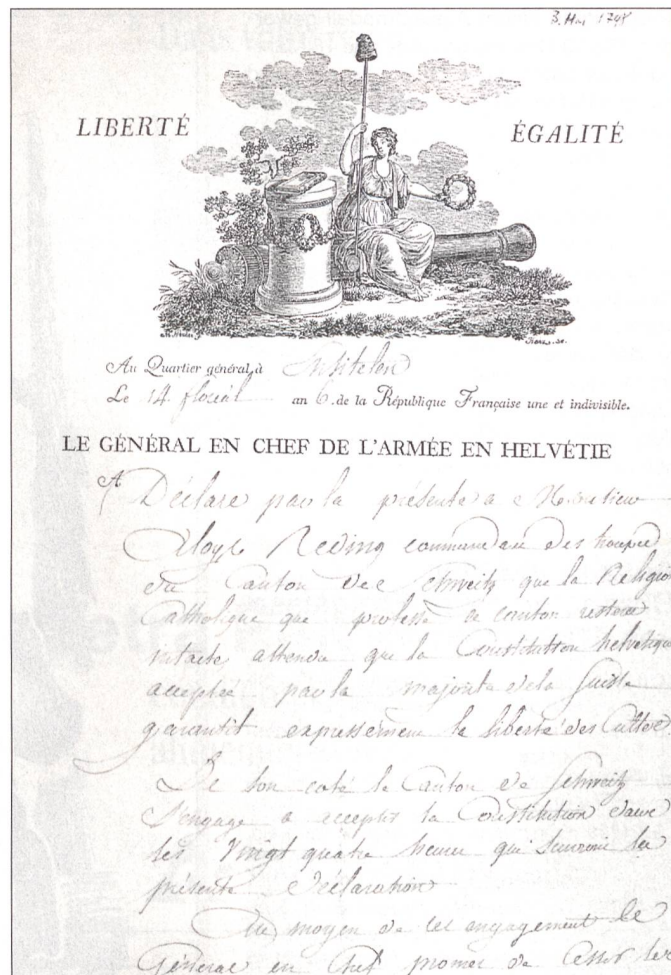 3. Mai 1798
LIBERTÉ ÉGALITÉ
Au Quartier général à
Le 14 floréal an 6. de la République Française une et indivisible.
LE GÉNÉRAL EN CHEF DE L'ARMÉE EN HELVÉTIE
Déclare par la présente a Monsieur
Aloys Reding commandant des troupes
du Canton de Schweitz que la Religion
Catholique que professe ce canton restera
intacte attendu que la Constitution helvetique
acceptée par la majorité de la Suisse
garantit expressement la liberté des Cultes
De son coté le Canton de Schweitz
s'engage a accepter la Constitution dans
les vingt quatre heures qui suivront la
présente Déclaration
Au moyen de cet engagement le
Général en Chef promet de cesser les